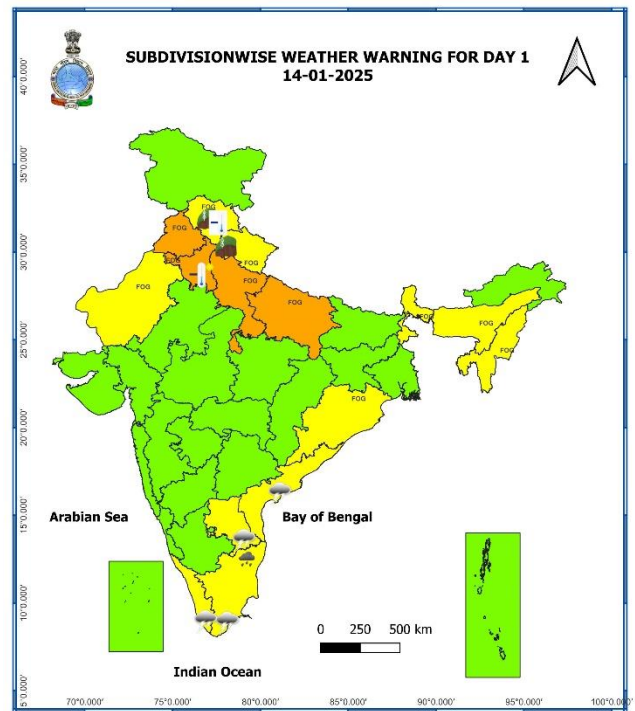 SUBDIVISIONWISE WEATHER WARNING FOR DAY 1
14-01-2025
40°0.000'
35°0.000'
30°0.000'
25°0.000'
20°0.000'
15°0.000'
10°0.000'
5°0.000'
FOG
FOG
FOG
FOG
FOG
FOG
FOG
FOG
FOG
FOG
Arabian Sea
Bay of Bengal
0 250 500 km
Indian Ocean
70°0.000' 75°0.000' 80°0.000' 85°0.000' 90°0.000' 95°0.000' 100°0.000'